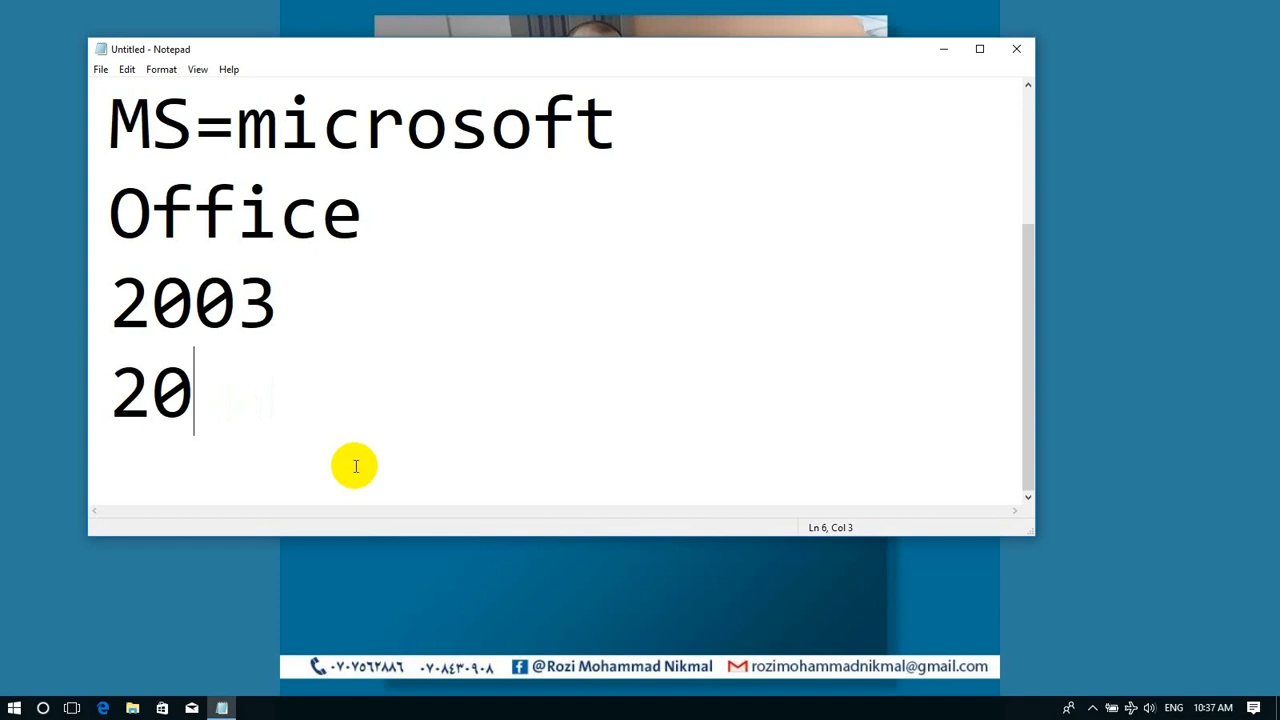 Untitled - Notepad
File Edit Format View Help
MS=microsoft
Office
2003
20
Ln 6, Col 3
۰۷۰۷۵۶۲۸۸۶ ۰۷۰۸۴۳۰۹۰۸ @Rozi Mohammad Nikmal rozimohammadnikmal@gmail.com
ENG 10:37 AM